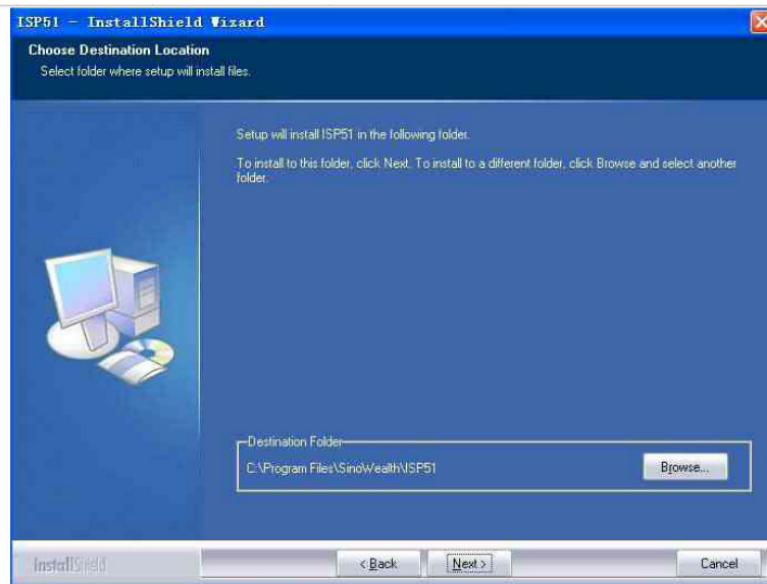 ISP51 - InstallShield Wizard
Choose Destination Location
Select folder where setup will install files.
Setup will install ISP51 in the following folder.
To install to this folder, click Next. To install to a different folder, click Browse and select another
folder.
Destination Folder
C:\Program Files\SinoWealth\ISP51
Browse...
InstallShield
< Back
Next >
Cancel